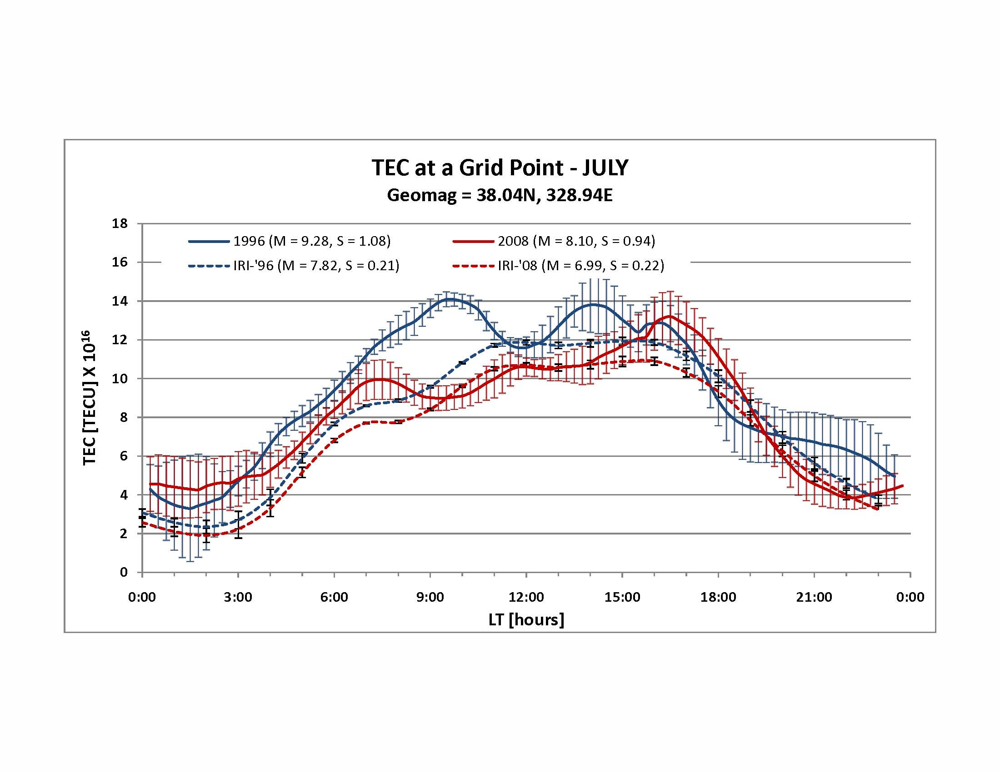 TEC at a Grid Point - JULY
Geomag = 38.04N, 328.94E
18
1996 (M = 9.28, S = 1.08) 2008 (M = 8.10, S = 0.94)
16
IRI-'96 (M = 7.82, S = 0.21) IRI-'08 (M = 6.99, S = 0.22)
14
12
10
8
6
4
2
0
TEC [TECU] X 10¹⁶
0:00 3:00 6:00 9:00 12:00 15:00 18:00 21:00 0:00
LT [hours]